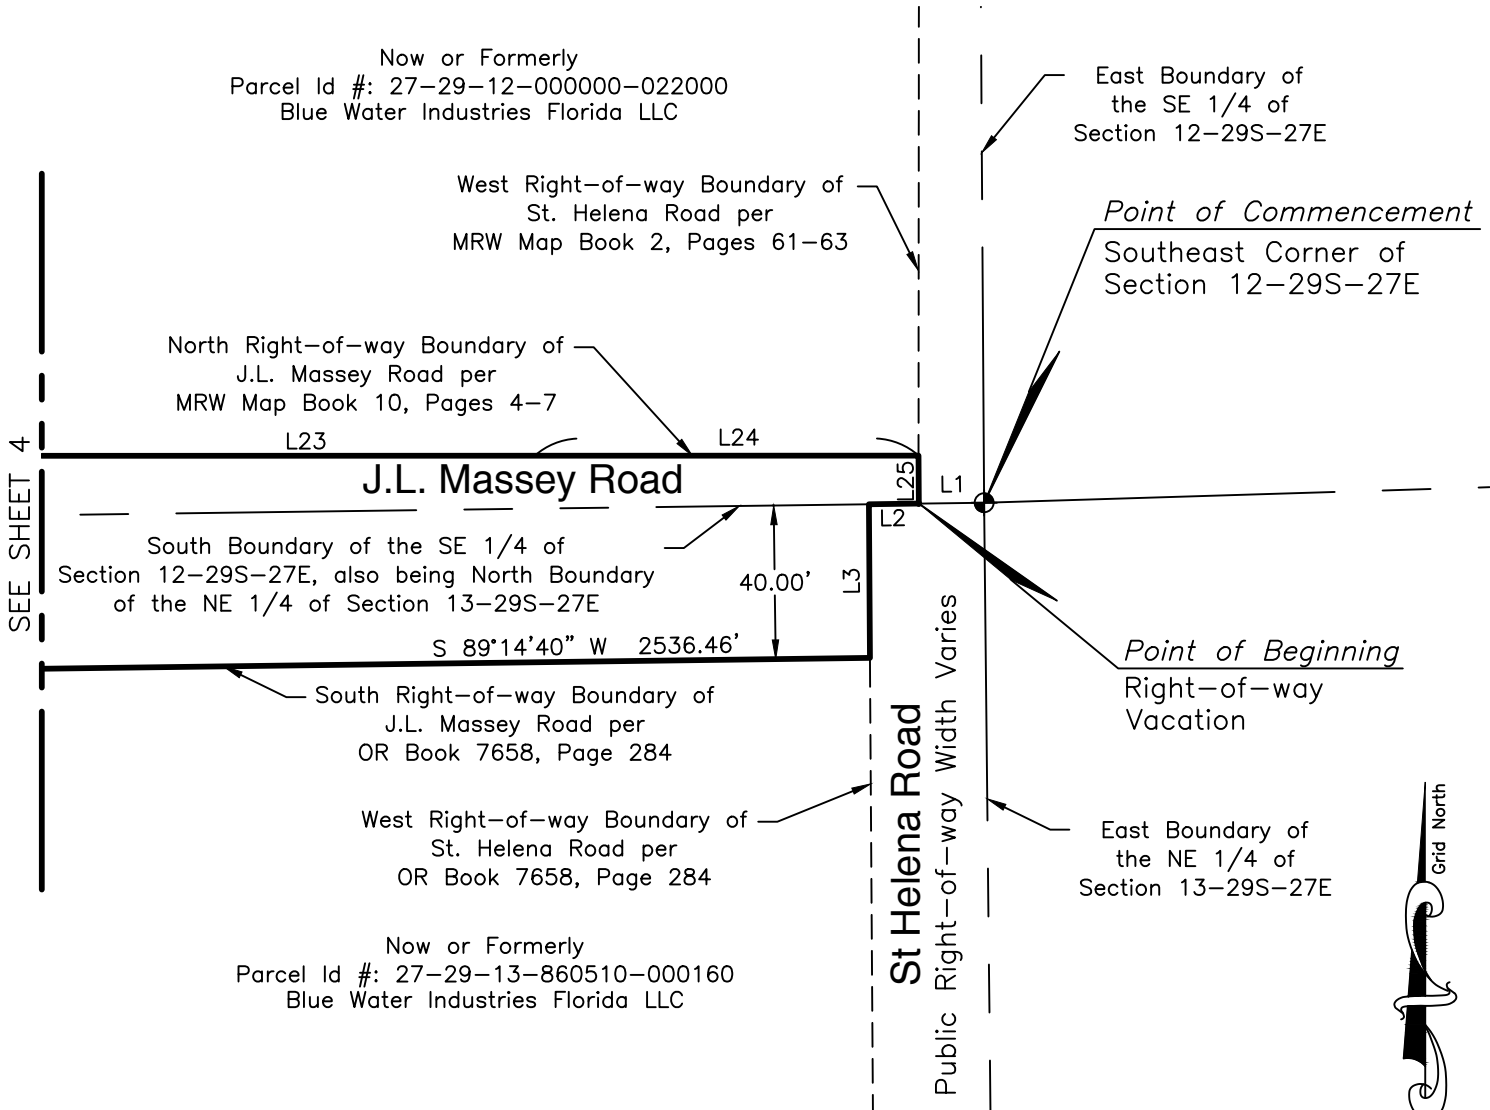 Now or Formerly
Parcel Id #: 27-29-12-000000-022000
Blue Water Industries Florida LLC
East Boundary of
the SE 1/4 of
Section 12-29S-27E
West Right-of-way Boundary of
St. Helena Road per
MRW Map Book 2, Pages 61-63
Point of Commencement
Southeast Corner of
Section 12-29S-27E
North Right-of-way Boundary of
J.L. Massey Road per
MRW Map Book 10, Pages 4-7
SEE SHEET 4
L23
L24
J.L. Massey Road
L25
L1
L2
South Boundary of the SE 1/4 of
Section 12-29S-27E, also being North Boundary
of the NE 1/4 of Section 13-29S-27E
40.00'
L3
S 89°14'40" W 2536.46'
South Right-of-way Boundary of
J.L. Massey Road per
OR Book 7658, Page 284
Point of Beginning
Right-of-way
Vacation
St Helena Road
Public Right-of-way Width Varies
West Right-of-way Boundary of
St. Helena Road per
OR Book 7658, Page 284
East Boundary of
the NE 1/4 of
Section 13-29S-27E
Grid North
Now or Formerly
Parcel Id #: 27-29-13-860510-000160
Blue Water Industries Florida LLC